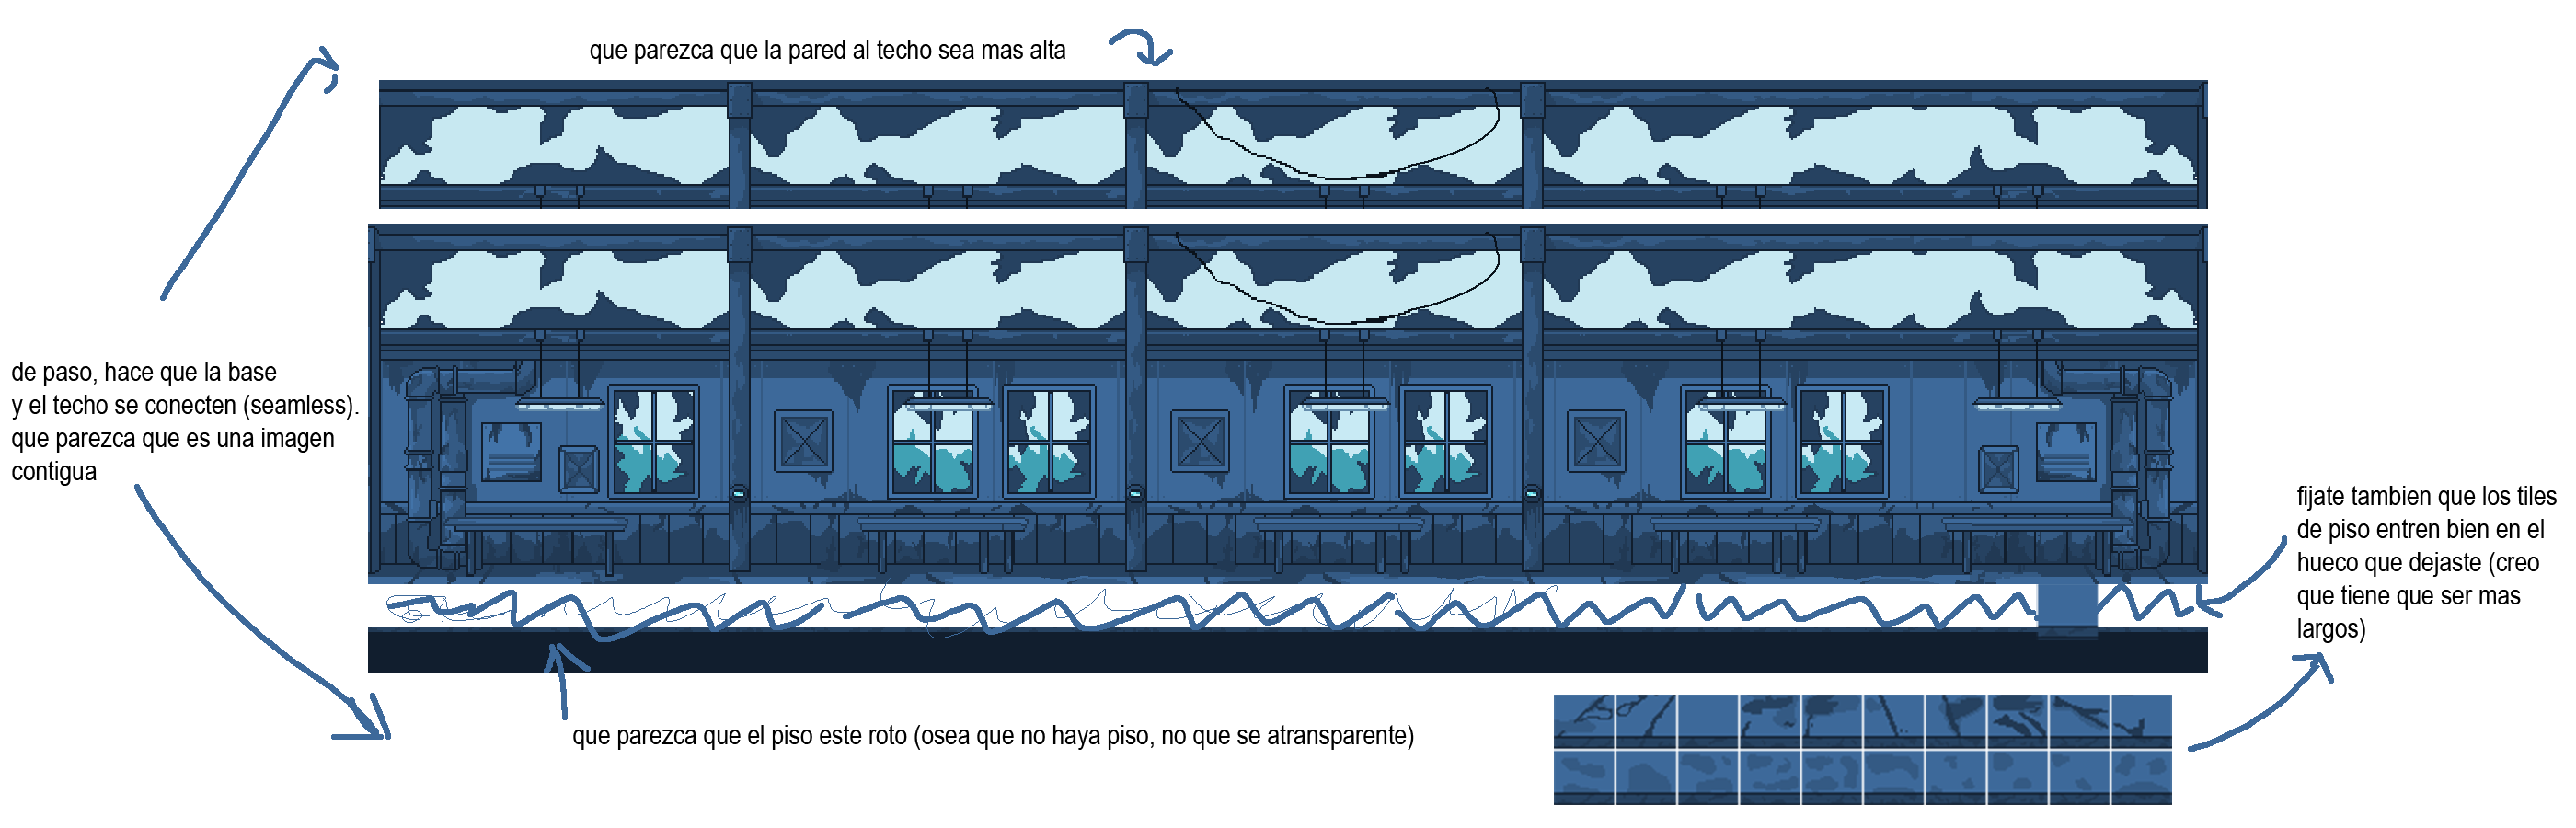 que parezca que la pared al techo sea mas alta
de paso, hace que la base
y el techo se conecten (seamless).
que parezca que es una imagen
contigua
fijate tambien que los tiles
de piso entren bien en el
hueco que dejaste (creo
que tiene que ser mas
largos)
que parezca que el piso este roto (osea que no haya piso, no que se atransparente)